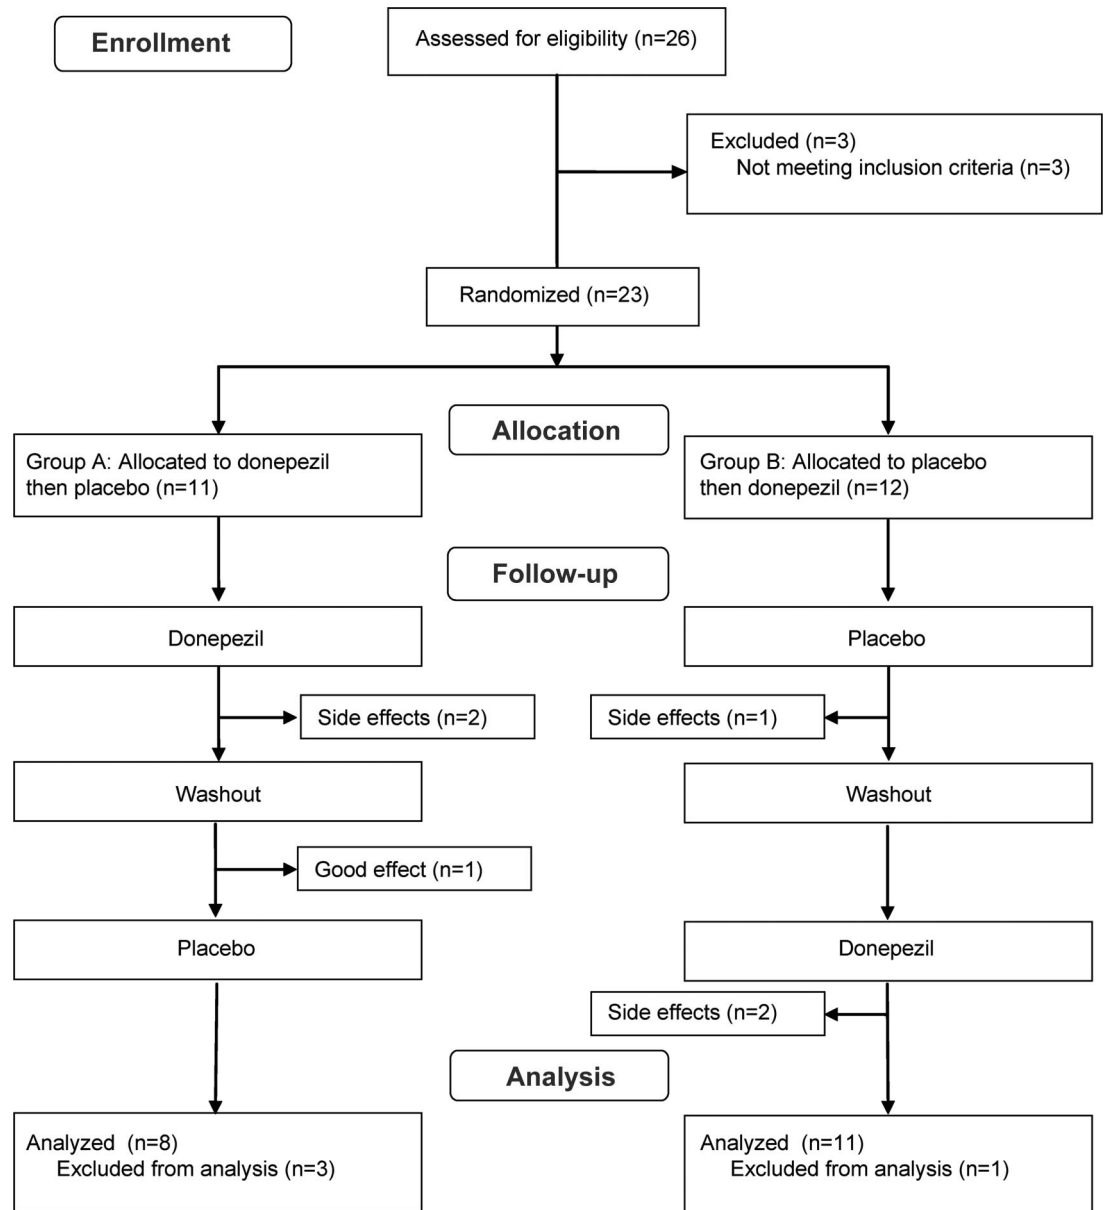 Enrollment
Assessed for eligibility (n=26)
Excluded (n=3)
Not meeting inclusion criteria (n=3)
Randomized (n=23)
Allocation
Group A: Allocated to donepezil
then placebo (n=11)
Group B: Allocated to placebo
then donepezil (n=12)
Follow-up
Donepezil
Placebo
Side effects (n=2)
Side effects (n=1)
Washout
Washout
Good effect (n=1)
Placebo
Donepezil
Side effects (n=2)
Analysis
Analyzed (n=8)
Excluded from analysis (n=3)
Analyzed (n=11)
Excluded from analysis (n=1)